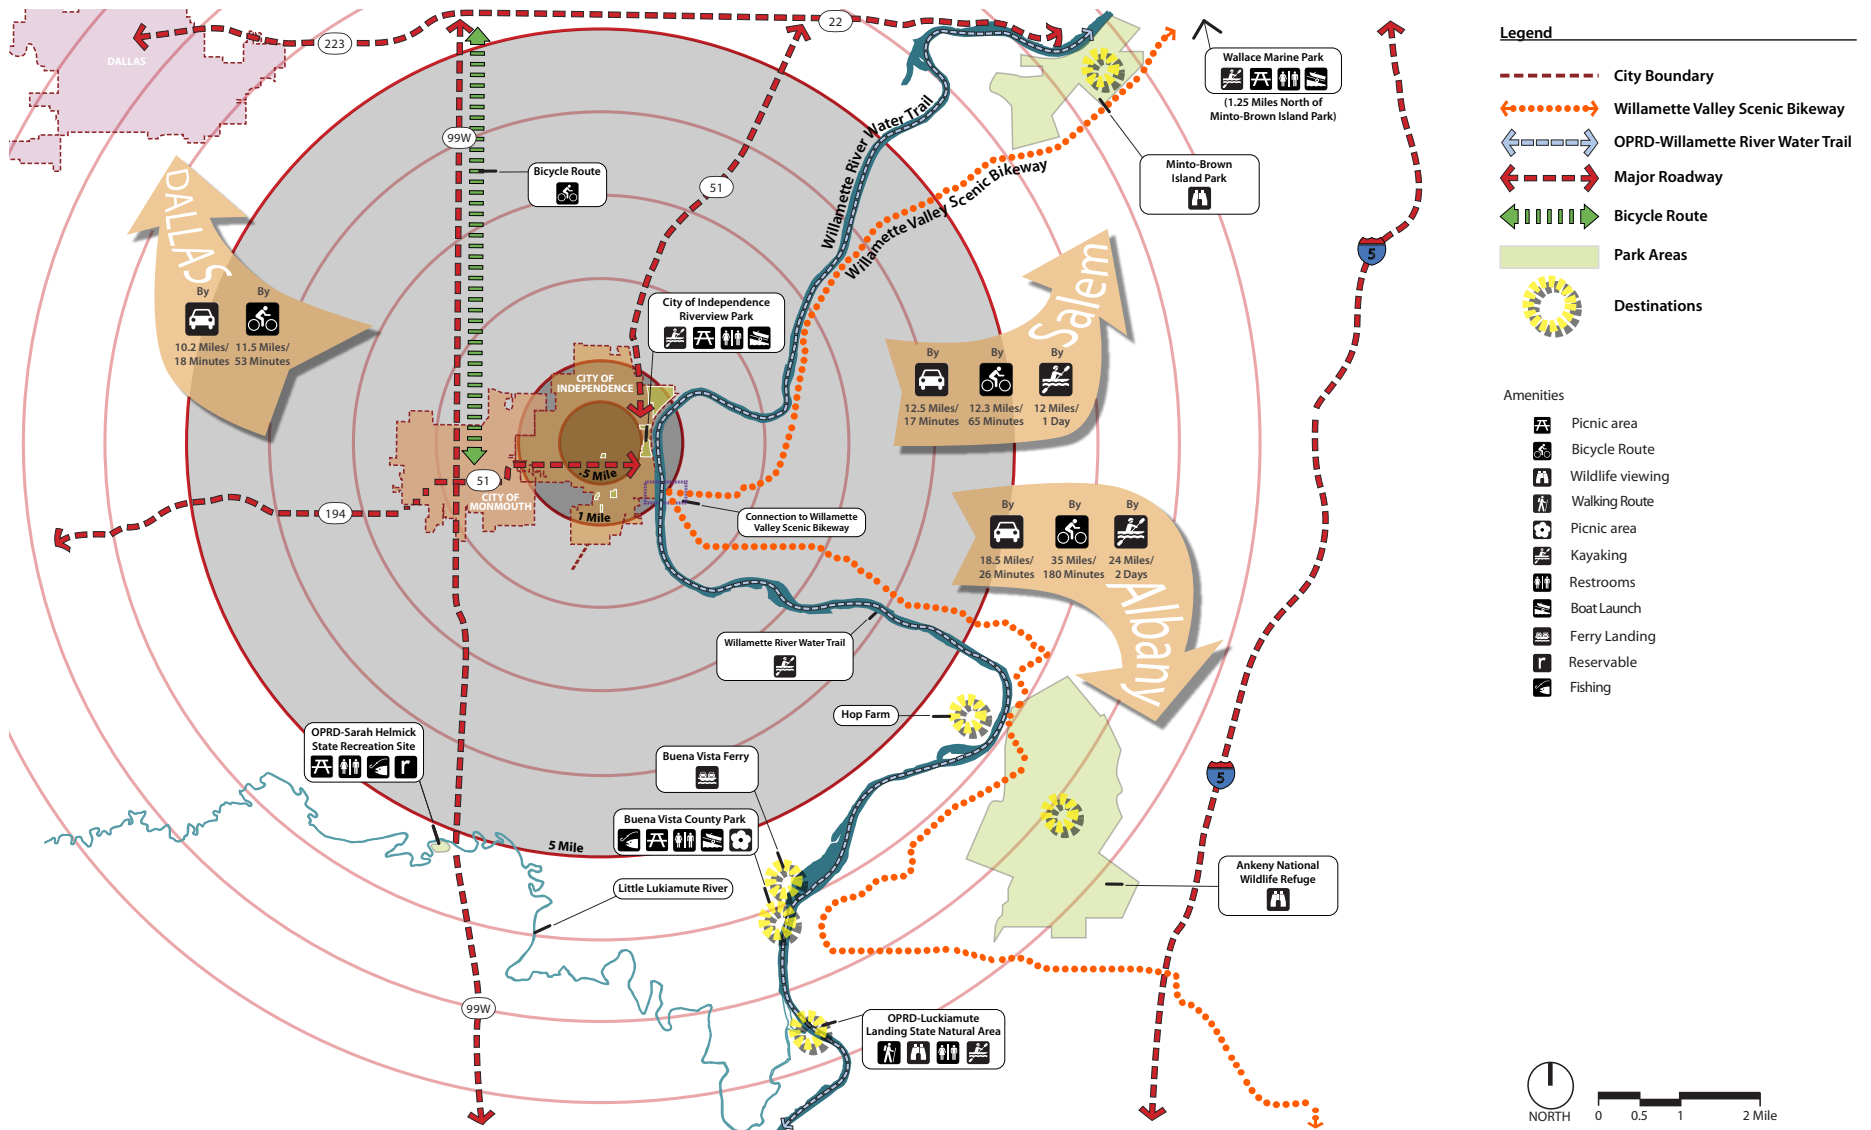 DALLAS
223
22
Wallace Marine Park
(1.25 Miles North of
Minto-Brown Island Park)
99W
Bicycle Route
51
Willamette River Water Trail
Willamette Valley Scenic Bikeway
Minto-Brown
Island Park
5
DALLAS
By
By
10.2 Miles/
18 Minutes
11.5 Miles/
53 Minutes
City of Independence
Riverview Park
Salem
By
By
By
12.5 Miles/
17 Minutes
12.3 Miles/
65 Minutes
12 Miles/
1 Day
CITY OF
INDEPENDENCE
.5 Mile
1 Mile
51
CITY OF
MONMOUTH
194
Connection to Willamette
Valley Scenic Bikeway
By
By
By
18.5 Miles/
26 Minutes
35 Miles/
180 Minutes
24 Miles/
2 Days
Albany
Willamette River Water Trail
Hop Farm
OPRD-Sarah Helmick
State Recreation Site
Buena Vista Ferry
5
Buena Vista County Park
5 Mile
Little Lukiamute River
Ankeny National
Wildlife Refuge
99W
OPRD-Luckiamute
Landing State Natural Area
Legend
City Boundary
Willamette Valley Scenic Bikeway
OPRD-Willamette River Water Trail
Major Roadway
Bicycle Route
Park Areas
Destinations
Amenities
Picnic area
Bicycle Route
Wildlife viewing
Walking Route
Picnic area
Kayaking
Restrooms
Boat Launch
Ferry Landing
Reservable
Fishing
NORTH
0 0.5 1 2 Mile